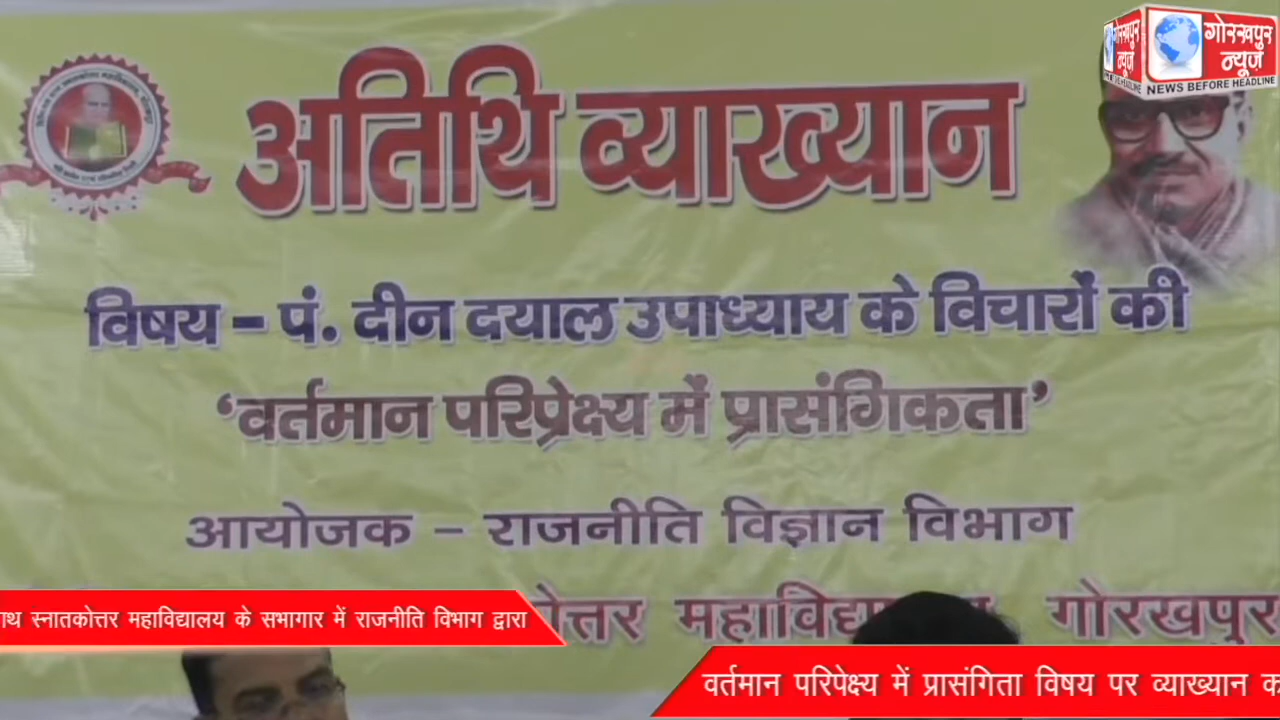 गोरखपुर न्यूज़
गोरखपुर न्यूज़
NEWS BEFORE HEADLINE
अतिथि व्याख्यान
विषय – पं. दीन दयाल उपाध्याय के विचारों की
‘वर्तमान परिप्रेक्ष्य में प्रासंगिकता’
आयोजक – राजनीति विज्ञान विभाग
गोरखपुर
स्नातकोत्तर महाविद्यालय के सभागार में राजनीति विभाग द्वारा
वर्तमान परिपेक्ष्य में प्रासंगिता विषय पर व्याख्यान